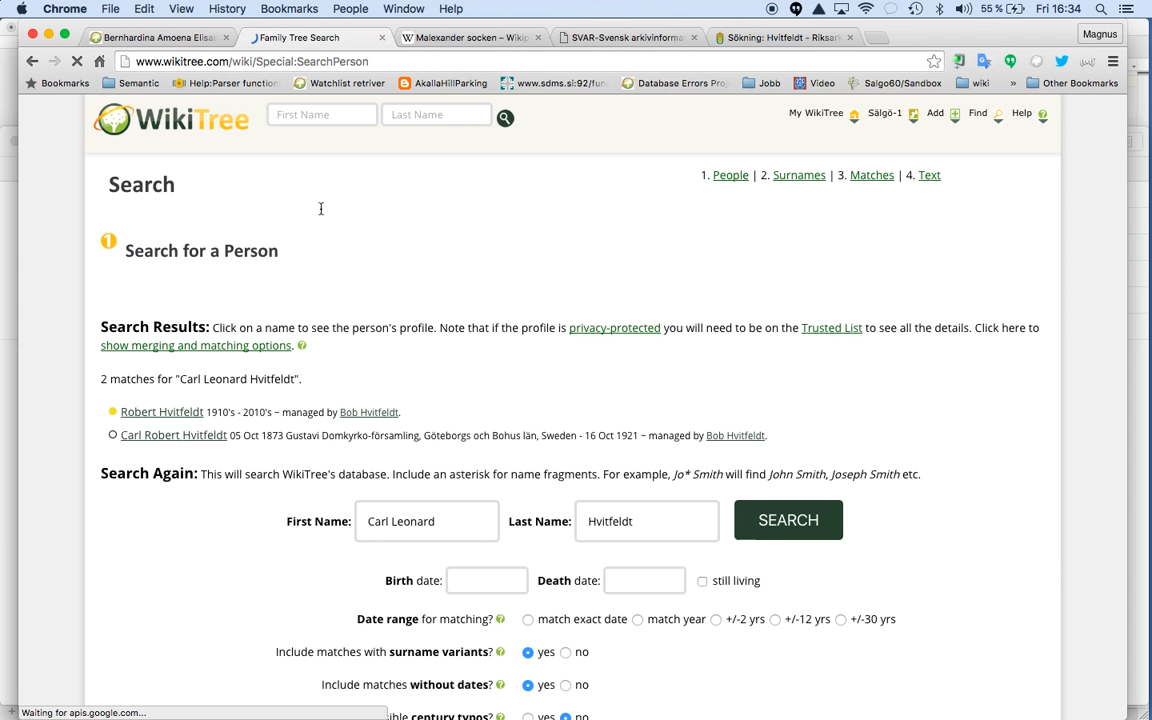 Chrome File Edit View History Bookmarks People Window Help 55 % Fri 16:34
Bernhardina Amoena Elisab Family Tree Search Malexander socken – Wikip SVAR-Svensk arkivinforma Sökning: Hvitfeldt - Riksark Magnus
www.wikitree.com/wiki/Special:SearchPerson
Bookmarks Semantic Help:Parser function Watchlist retriver AkallaHillParking www.sdms.si:92/fun Database Errors Pro Jobb Video Salgo60/Sandbox wiki » Other Bookmarks
WikiTree First Name Last Name My WikiTree Sälgö-1 Add Find Help
Search 1. People | 2. Surnames | 3. Matches | 4. Text
1 Search for a Person
Search Results: Click on a name to see the person's profile. Note that if the profile is privacy-protected you will need to be on the Trusted List to see all the details. Click here to
show merging and matching options.
2 matches for "Carl Leonard Hvitfeldt".
Robert Hvitfeldt 1910's - 2010's ~ managed by Bob Hvitfeldt.
Carl Robert Hvitfeldt 05 Oct 1873 Gustavi Domkyrko-församling, Göteborgs och Bohus län, Sweden - 16 Oct 1921 ~ managed by Bob Hvitfeldt.
Search Again: This will search WikiTree's database. Include an asterisk for name fragments. For example, Jo* Smith will find John Smith, Joseph Smith etc.
First Name: Carl Leonard Last Name: Hvitfeldt SEARCH
Birth date: Death date: still living
Date range for matching? match exact date match year +/-2 yrs +/-12 yrs +/-30 yrs
Include matches with surname variants? yes no
Include matches without dates? yes no
ible century typos? yes no
Waiting for apis.google.com...